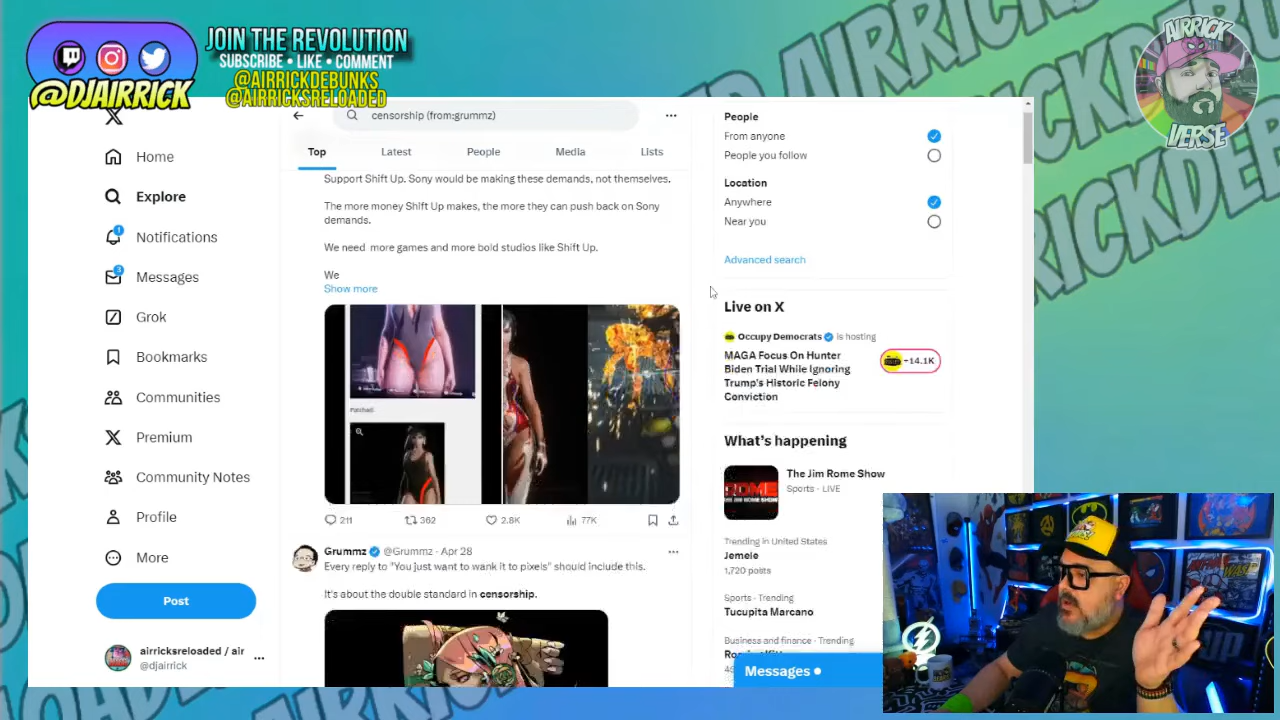 JOIN THE REVOLUTION
SUBSCRIBE • LIKE • COMMENT
@AIRRICKDEBUNKS
@AIRRICKSRELOADED
@DJAIRRICK
AIRRICK
VERSE
censorship (from:grummz)
Top
Latest
People
Media
Lists
Home
Explore
1
Notifications
3
Messages
Grok
Bookmarks
Communities
Premium
Community Notes
Profile
More
Post
airricksreloaded / air
@djairrick
Support Shift Up. Sony would be making these demands, not themselves.
The more money Shift Up makes, the more they can push back on Sony
demands.
We need more games and more bold studios like Shift Up.
We
Show more
Patched:
211
362
2.8K
77K
Grummz @Grummz · Apr 28
Every reply to "You just want to wank it to pixels" should include this.
It's about the double standard in censorship.
People
From anyone
People you follow
Location
Anywhere
Near you
Advanced search
Live on X
Occupy Democrats is hosting
MAGA Focus On Hunter
Biden Trial While Ignoring
Trump's Historic Felony
Conviction
+14.1K
What's happening
ROME
The Jim Rome Show
Sports · LIVE
Trending in United States
Jemele
1,720 posts
Sports · Trending
Tucupita Marcano
Business and finance · Trending
Messages